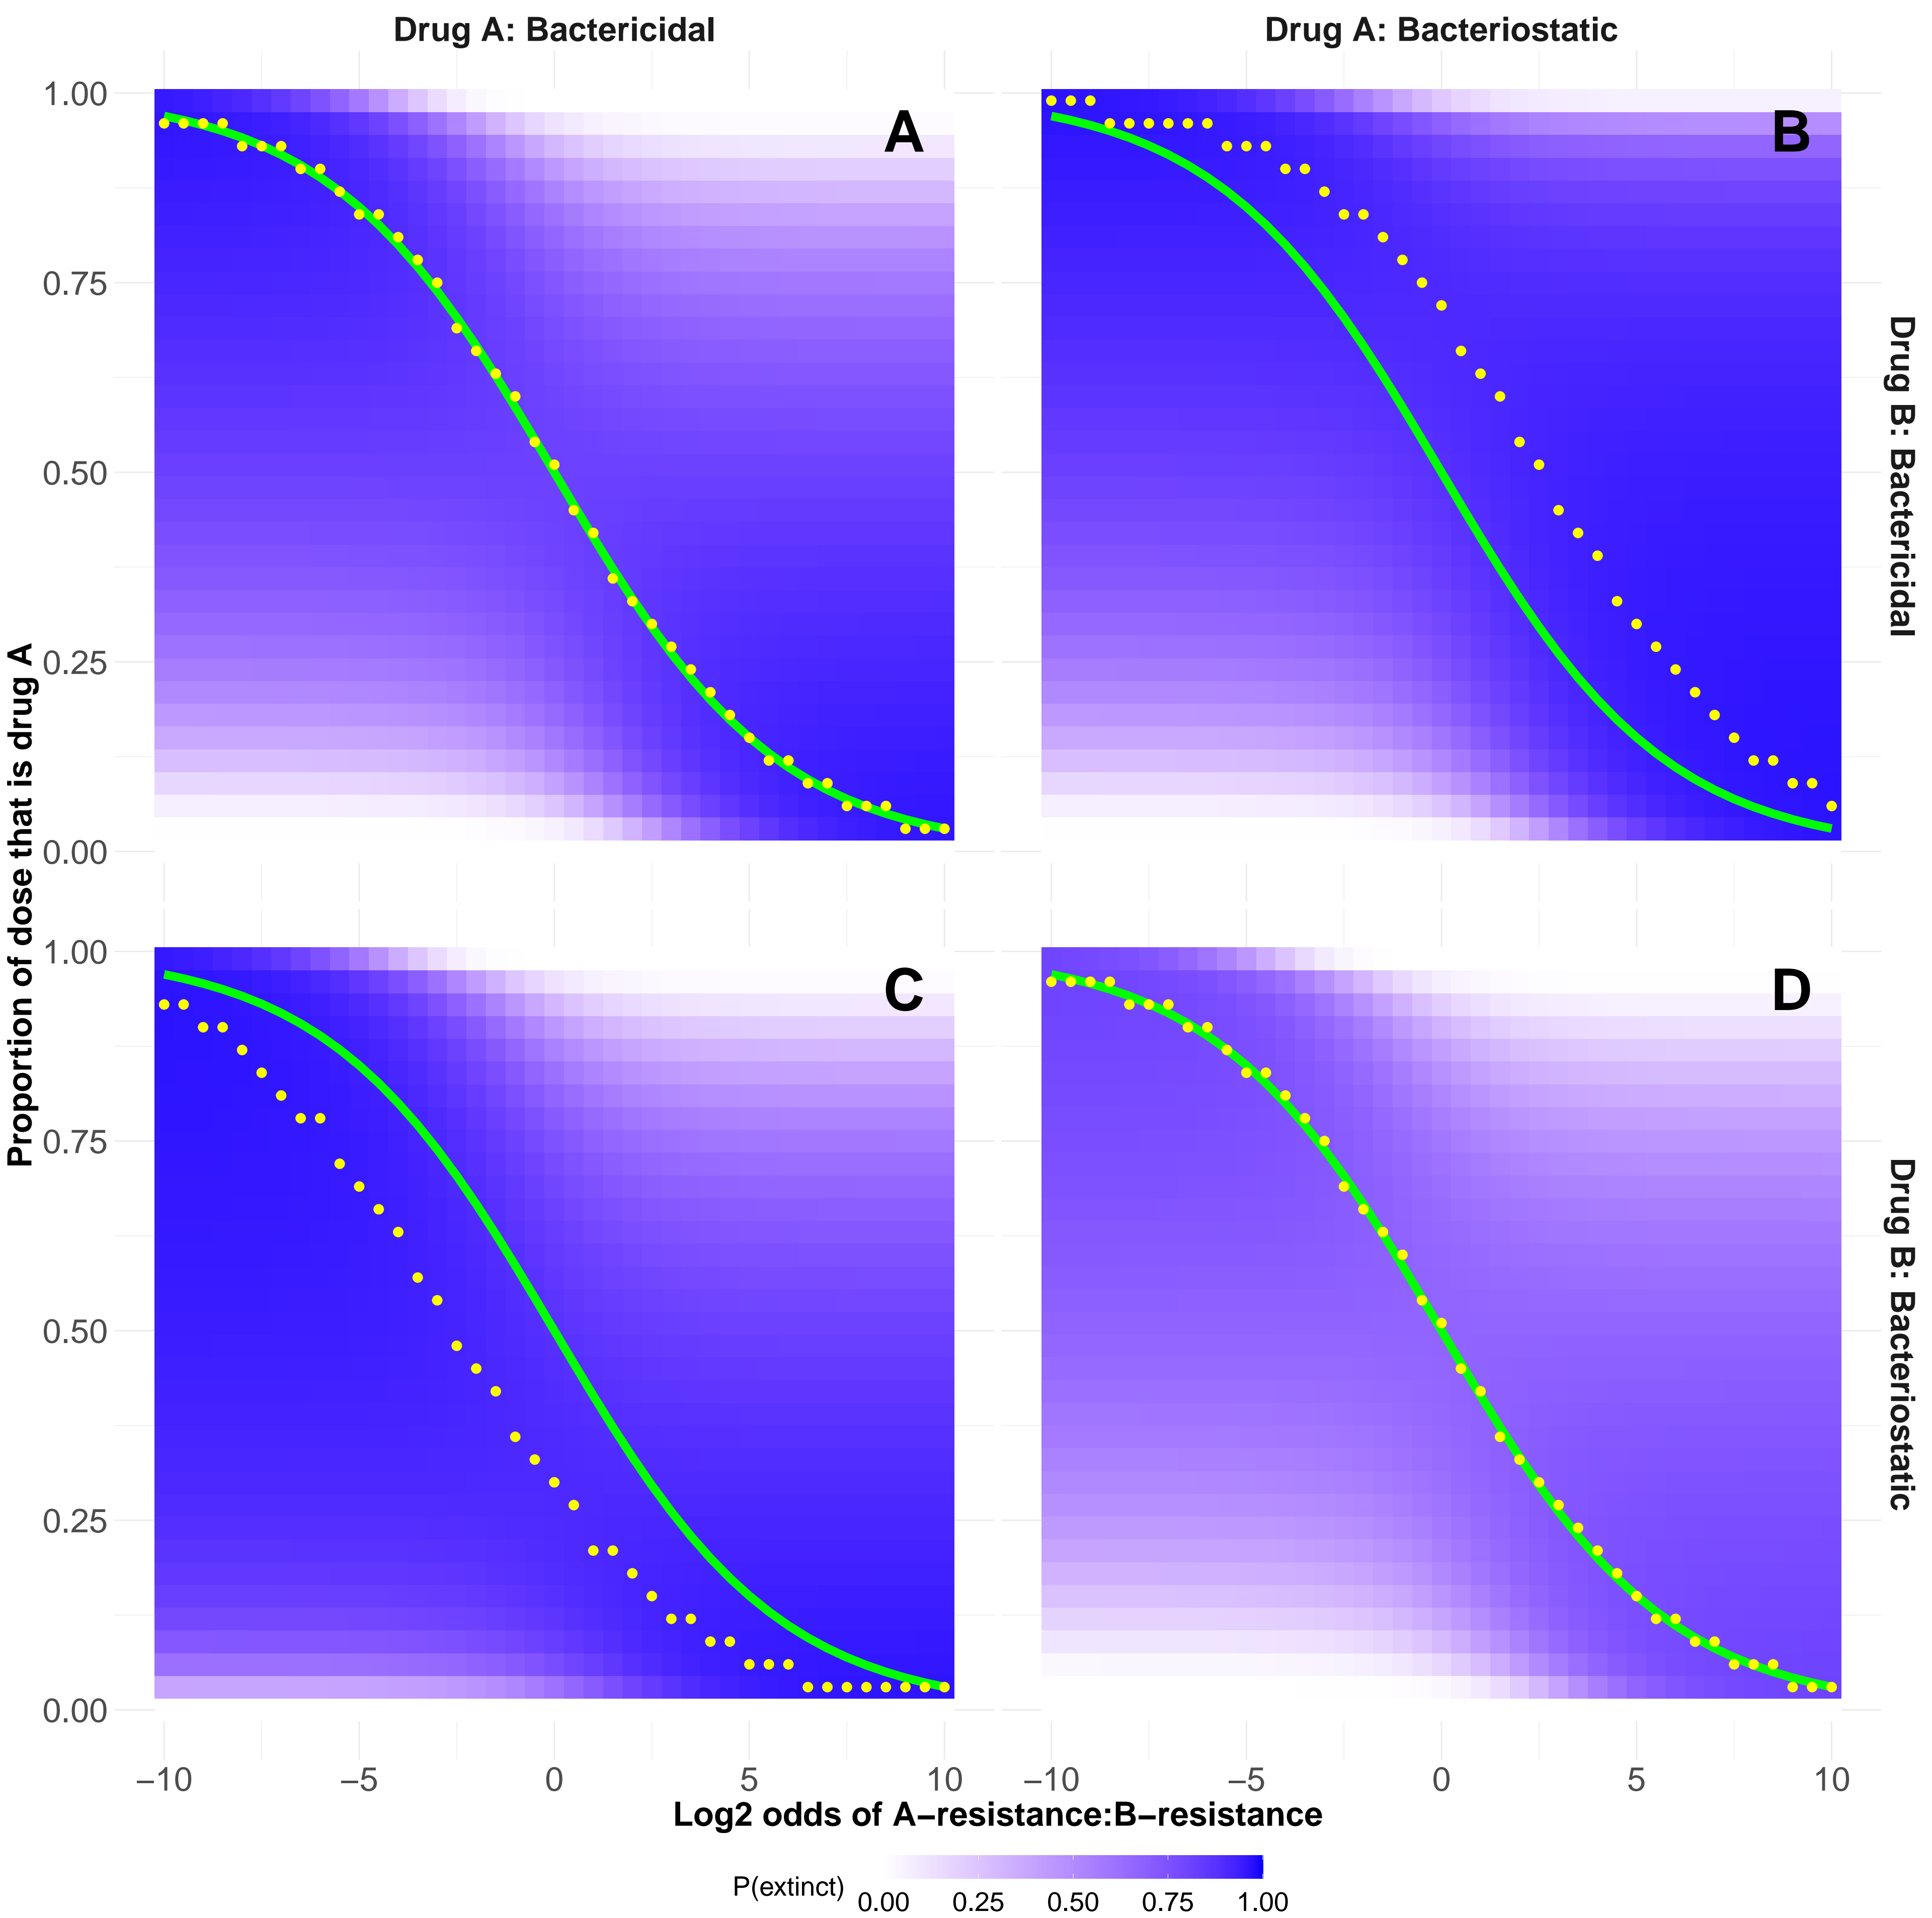 Drug A: Bactericidal
Drug A: Bacteriostatic
1.00
0.75
0.50
0.25
0.00
A
B
Drug B: Bactericidal
Proportion of dose that is drug A
1.00
0.75
0.50
0.25
0.00
C
D
Drug B: Bacteriostatic
−10 −5 0 5 10
−10 −5 0 5 10
Log2 odds of A−resistance:B−resistance
P(extinct)
0.00 0.25 0.50 0.75 1.00